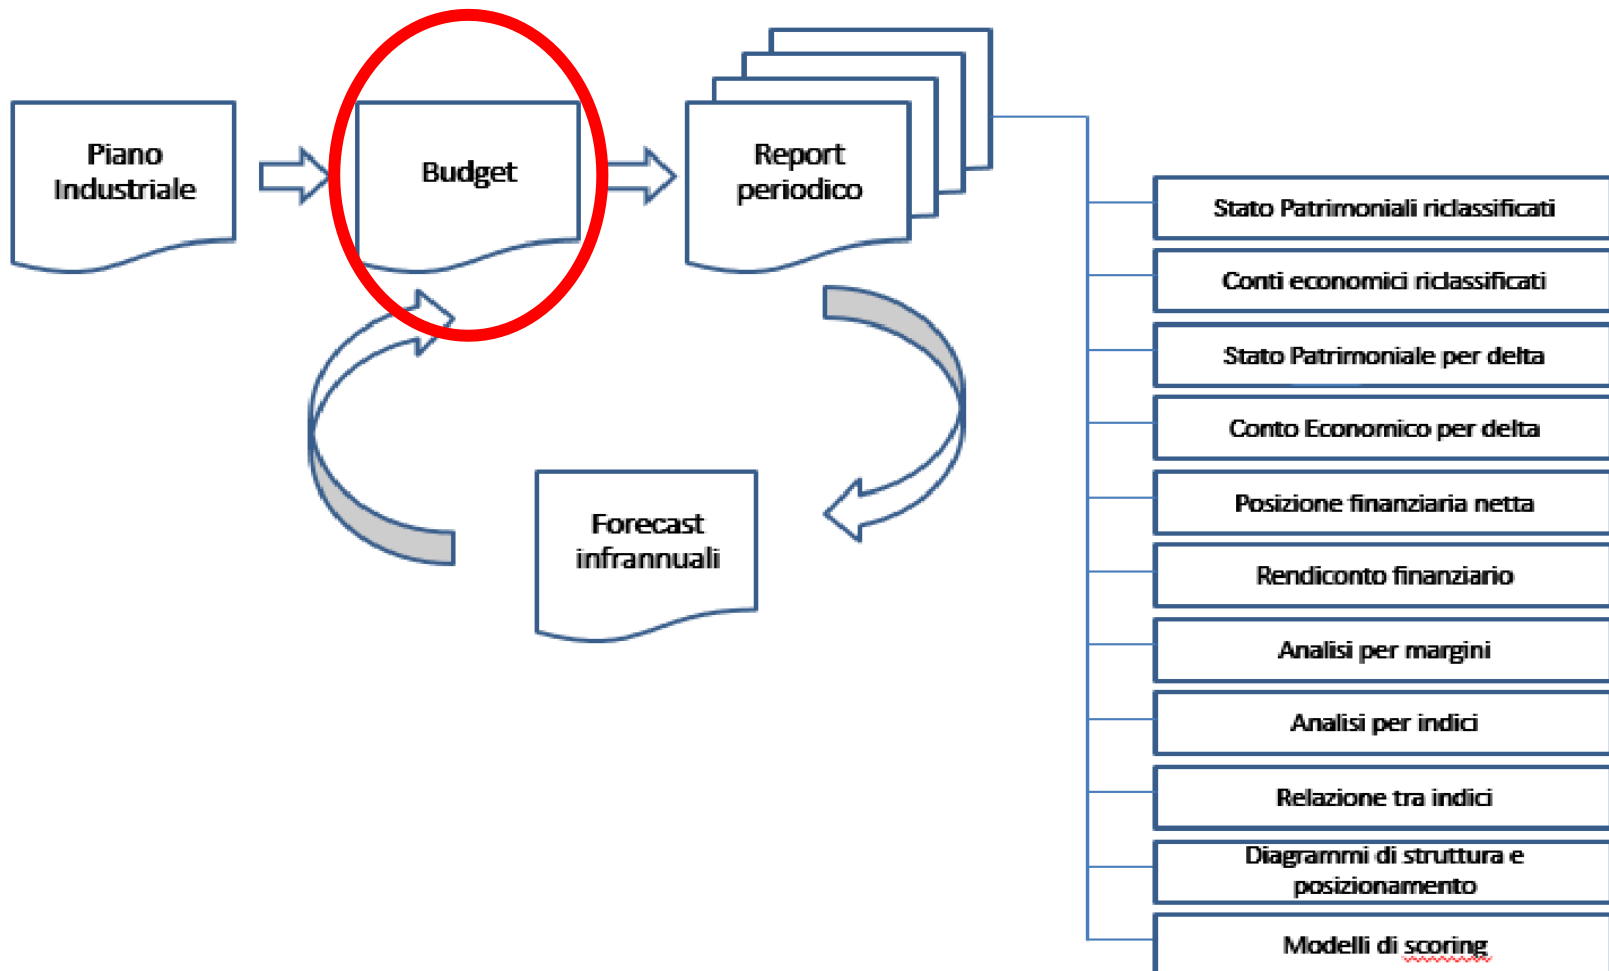 Piano
Industriale
Budget
Report
periodico
Forecast
infrannuali
Stato Patrimoniali riclassificati
Conti economici riclassificati
Stato Patrimoniale per delta
Conto Economico per delta
Posizione finanziaria netta
Rendiconto finanziario
Analisi per margini
Analisi per indici
Relazione tra indici
Diagrammi di struttura e
posizionamento
Modelli di scoring